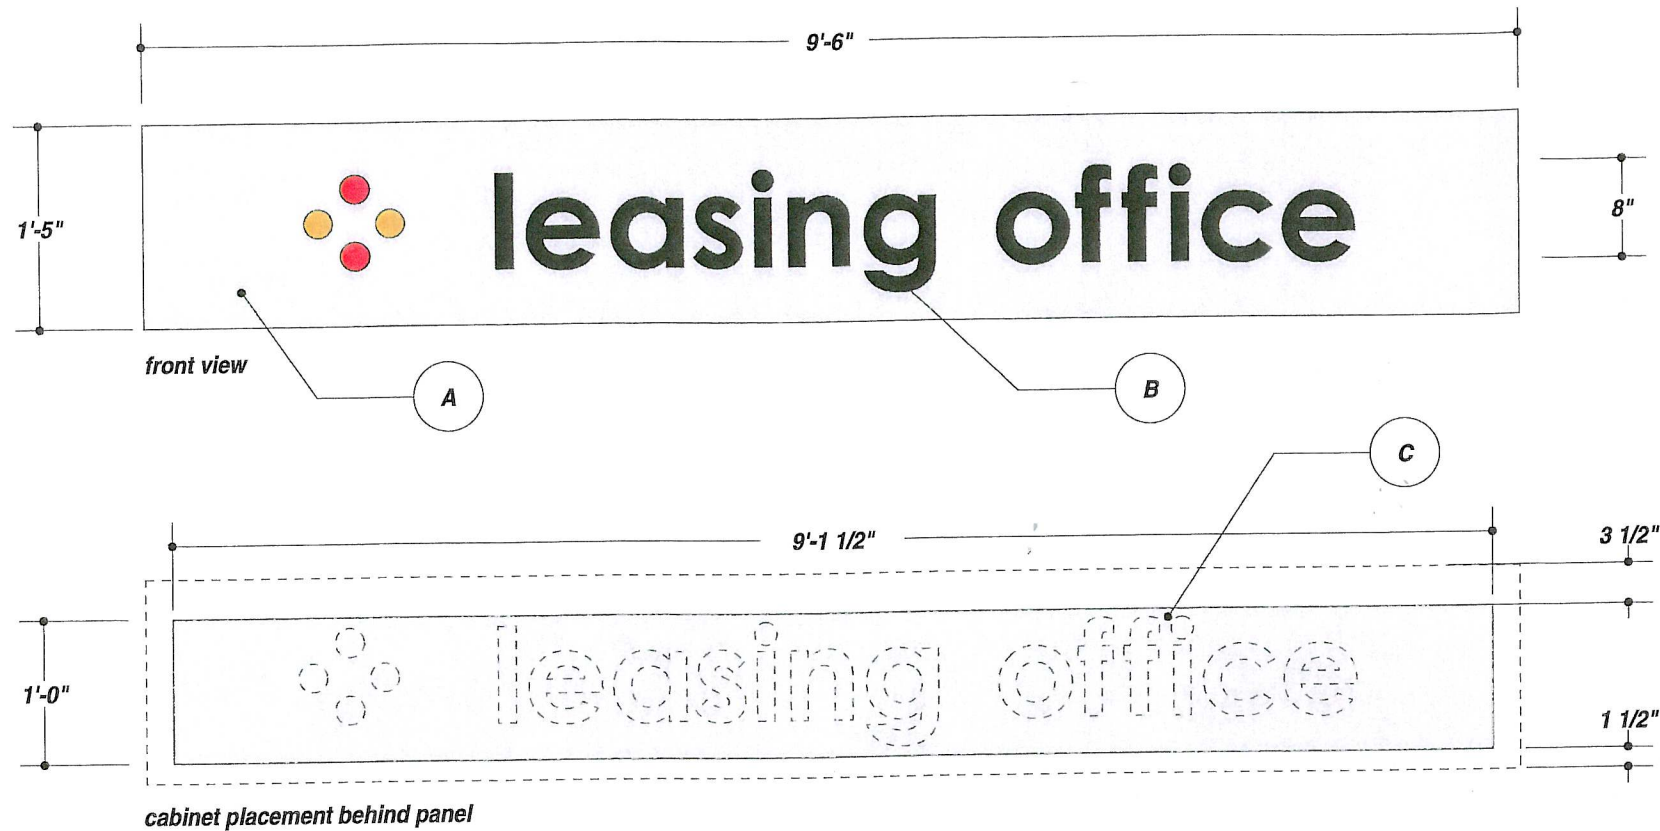 9'-6"
leasing office
1'-5"
8"
front view
A
B
C
9'-1 1/2"
3 1/2"
leasing office
1'-0"
1 1/2"
cabinet placement behind panel